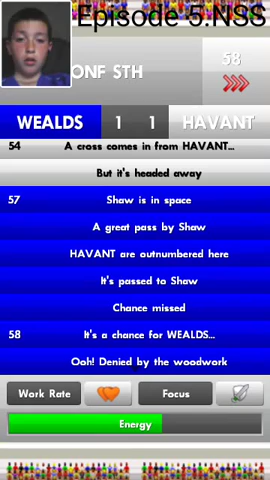 Episode 5.NSS
ONF STH
58
WEALDS 1 1 HAVANT
54 A cross comes in from HAVANT...
But it's headed away
57 Shaw is in space
A great pass by Shaw
HAVANT are outnumbered here
It's passed to Shaw
Chance missed
58 It's a chance for WEALDS...
Ooh! Denied by the woodwork
Work Rate
Focus
Energy